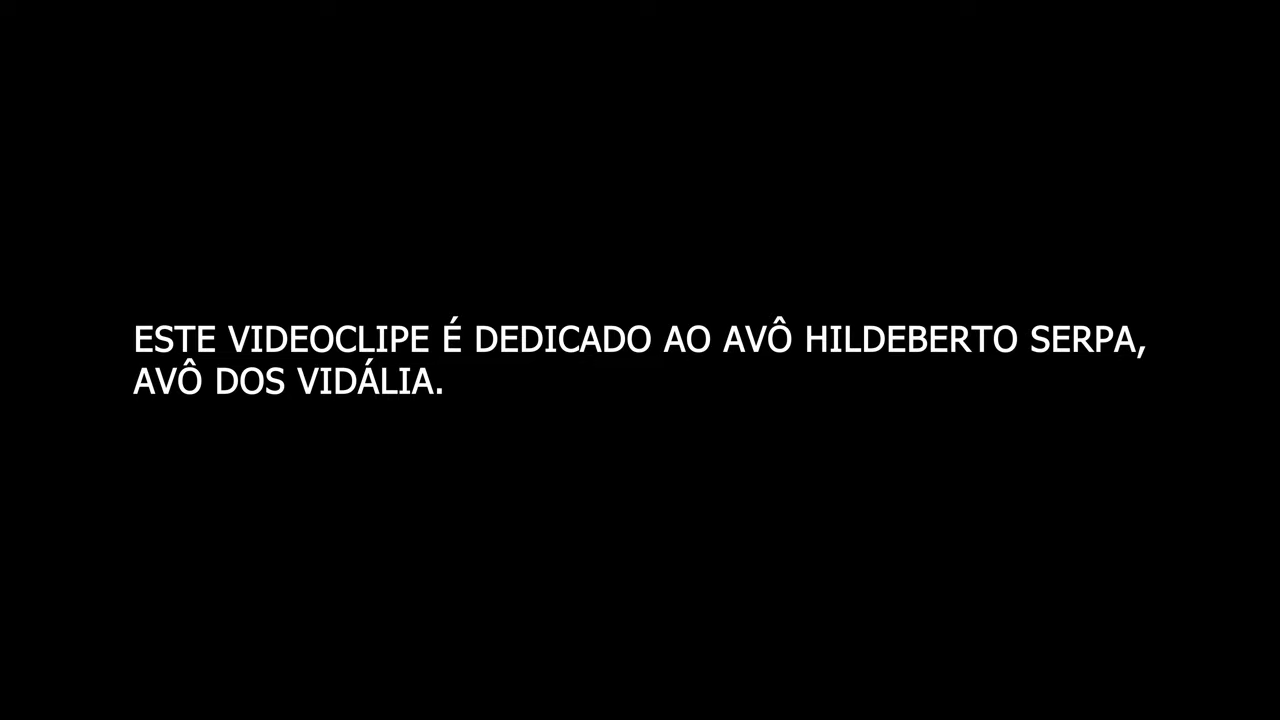 ESTE VIDEOCLIPE É DEDICADO AO AVÔ HILDEBERTO SERPA,
AVÔ DOS VIDÁLIA.